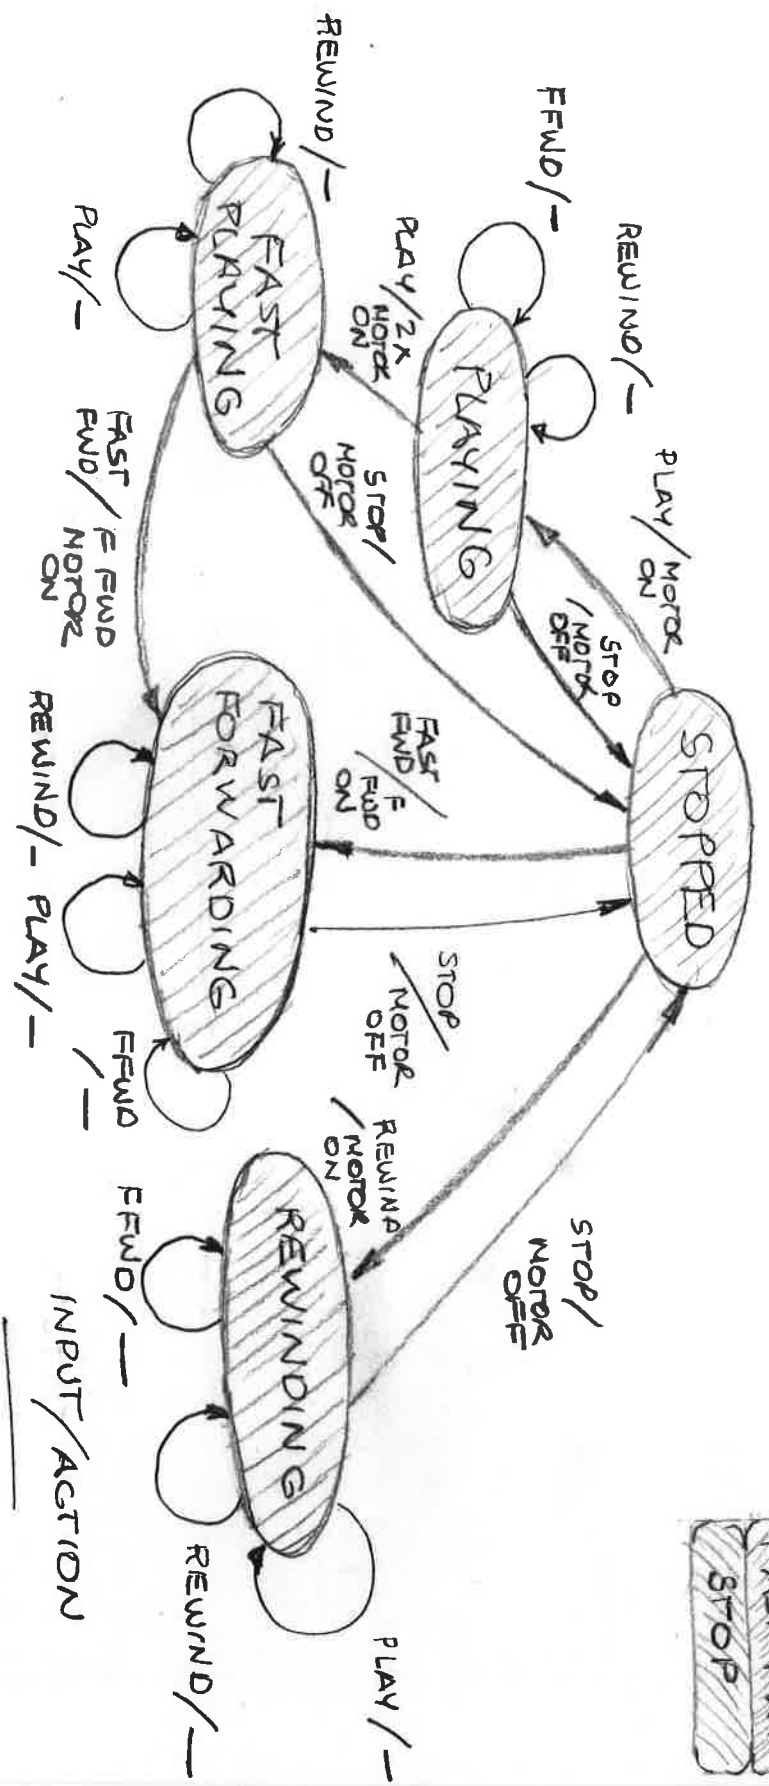 STOP
STOPPED
PLAY/MOTOR
ON
STOP
/MOTOR
OFF
REWIND/—
FFWD/—
PLAYING
PLAY/2X
MOTOR
ON
STOP/
MOTOR
OFF
FAST
FWD/F
FWD
ON
STOP/
MOTOR
OFF
REWIND
/MOTOR
ON
STOP/
MOTOR
OFF
REWIND/—
FAST
PLAYING
PLAY/—
FAST
FWD/F FWD
MOTOR
ON
FAST
FORWARDING
REWIND/—
PLAY/—
FFWD
/—
REWINDING
FFWD/—
REWIND/—
PLAY/—
INPUT/ACTION